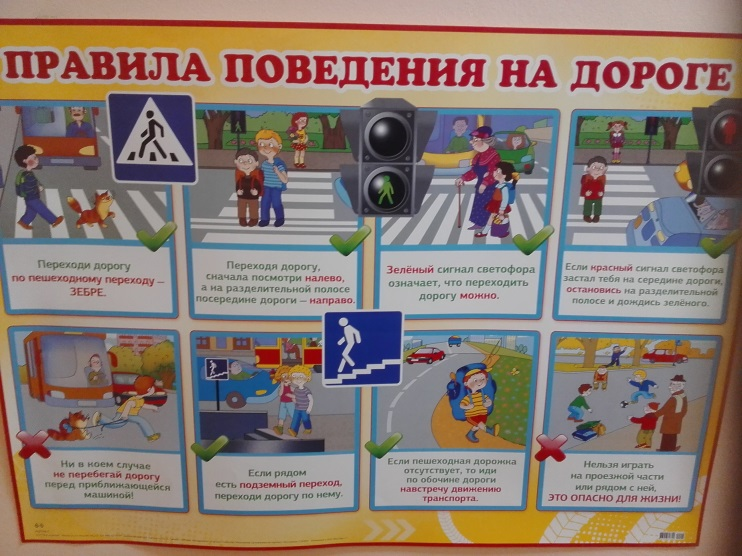 ПРАВИЛА ПОВЕДЕНИЯ НА ДОРОГЕ
Переходи дорогу
по пешеходному переходу –
ЗЕБРЕ.
Переходя дорогу,
сначала посмотри налево,
а на разделительной полосе
посередине дороги – направо.
Зелёный сигнал светофора
означает, что переходить
дорогу можно.
Если красный сигнал светофора
застал тебя на середине дороги,
остановись на разделительной
полосе и дождись зелёного.
Ни в коем случае
не перебегай дорогу
перед приближающейся
машиной!
Если рядом
есть подземный переход,
переходи дорогу по нему.
Если пешеходная дорожка
отсутствует, то иди
по обочине дороги
навстречу движению
транспорта.
Нельзя играть
на проезжей части
или рядом с ней,
ЭТО ОПАСНО ДЛЯ ЖИЗНИ!